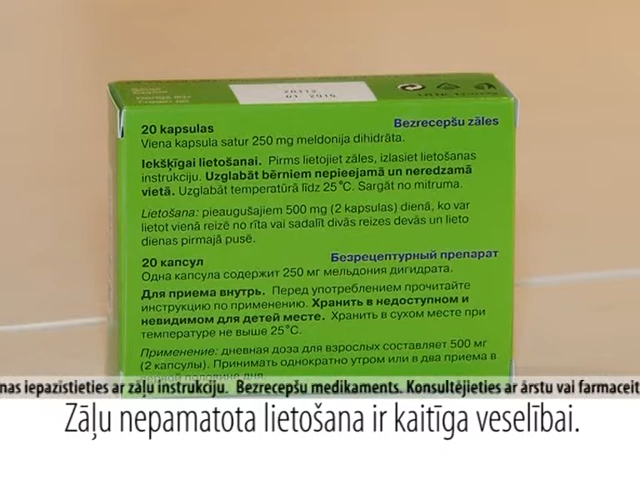 20112
01 2016
20 kapsulas
Bezrecepšu zāles
Viena kapsula satur 250 mg meldonija dihidrāta.
Iekšķīgai lietošanai. Pirms lietojiet zāles, izlasiet lietošanas
instrukciju. Uzglabāt bērniem nepieejamā un neredzamā
vietā. Uzglabāt temperatūrā līdz 25°C. Sargāt no mitruma.
Lietošana: pieaugušajiem 500 mg (2 kapsulas) dienā, ko var
lietot vienā reizē no rīta vai sadalīt divās reizes devās un lieto
dienas pirmajā pusē.
Безрецептурный препарат
20 капсул
Одна капсула содержит 250 мг мельдония дигидрата.
Для приема внутрь. Перед употреблением прочитайте
инструкцию по применению. Хранить в недоступном и
невидимом для детей месте. Хранить в сухом месте при
температуре не выше 25°C.
Применение: дневная доза для взрослых составляет 500 мг
(2 капсулы). Принимать однократно утром или в два приема в
первой половине дня.
nas iepazīstieties ar zāļu instrukciju. Bezrecepšu medikaments. Konsultējieties ar ārstu vai farmaceit
Zāļu nepamatota lietošana ir kaitīga veselībai.